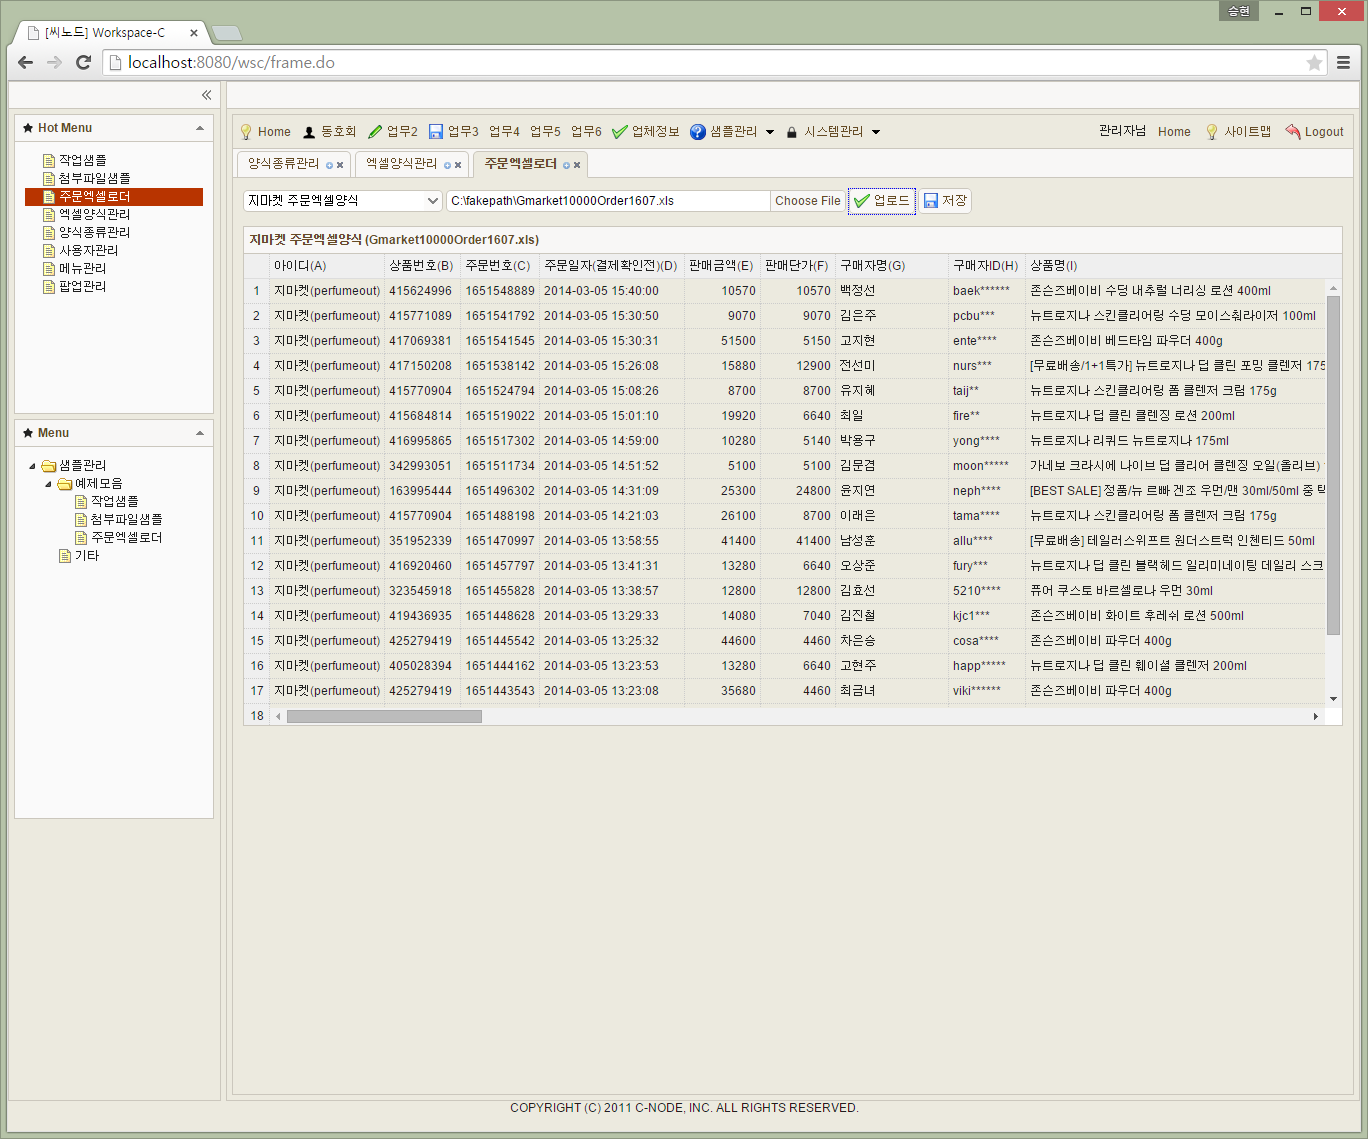 승현
[씨노드] Workspace-C
localhost:8080/wsc/frame.do
Hot Menu
작업샘플
첨부파일샘플
주문엑셀로더
엑셀양식관리
양식종류관리
사용자관리
메뉴관리
팝업관리
Menu
샘플관리
예제모음
작업샘플
첨부파일샘플
주문엑셀로더
기타
Home 동호회 업무2 업무3 업무4 업무5 업무6 업체정보 샘플관리 시스템관리 관리자님 Home 사이트맵 Logout
양식종류관리 엑셀양식관리 주문엑셀로더
지마켓 주문엑셀양식 C:\fakepath\Gmarket10000Order1607.xls Choose File 업로드 저장
지마켓 주문엑셀양식 (Gmarket10000Order1607.xls)
아이디(A) 상품번호(B) 주문번호(C) 주문일자(결제확인전)(D) 판매금액(E) 판매단가(F) 구매자명(G) 구매자ID(H) 상품명(I)
1 지마켓(perfumeout) 415624996 1651548889 2014-03-05 15:40:00 10570 10570 백정선 baek****** 존슨즈베이비 수딩 내추럴 너리싱 로션 400ml
2 지마켓(perfumeout) 415771089 1651541792 2014-03-05 15:30:50 9070 9070 김은주 pcbu*** 뉴트로지나 스킨클리어링 수딩 모이스춰라이저 100ml
3 지마켓(perfumeout) 417069381 1651541545 2014-03-05 15:30:31 51500 5150 고지현 ente**** 존슨즈베이비 베드타임 파우더 400g
4 지마켓(perfumeout) 417150208 1651538142 2014-03-05 15:26:08 15880 12900 전선미 nurs*** [무료배송/1+1특가] 뉴트로지나 딥 클린 포밍 클렌저 175
5 지마켓(perfumeout) 415770904 1651524794 2014-03-05 15:08:26 8700 8700 유지혜 taij** 뉴트로지나 스킨클리어링 폼 클렌저 크림 175g
6 지마켓(perfumeout) 415684814 1651519022 2014-03-05 15:01:10 19920 6640 최일 fire** 뉴트로지나 딥 클린 클렌징 로션 200ml
7 지마켓(perfumeout) 416995865 1651517302 2014-03-05 14:59:00 10280 5140 박용구 yong**** 뉴트로지나 리퀴드 뉴트로지나 175ml
8 지마켓(perfumeout) 342993051 1651511734 2014-03-05 14:51:52 5100 5100 김문겸 moon***** 가네보 크라시에 나이브 딥 클리어 클렌징 오일(올리브)
9 지마켓(perfumeout) 163995444 1651496302 2014-03-05 14:31:09 25300 24800 윤지연 neph**** [BEST SALE] 정품/뉴 르빠 겐조 우먼/맨 30ml/50ml 중 택
10 지마켓(perfumeout) 415770904 1651488198 2014-03-05 14:21:03 26100 8700 이래은 tama**** 뉴트로지나 스킨클리어링 폼 클렌저 크림 175g
11 지마켓(perfumeout) 351952339 1651470997 2014-03-05 13:58:55 41400 41400 남성훈 allu**** [무료배송] 테일러스위프트 원더스트럭 인첸티드 50ml
12 지마켓(perfumeout) 416920460 1651457797 2014-03-05 13:41:31 13280 6640 오상준 fury*** 뉴트로지나 딥 클린 블랙헤드 일리미네이팅 데일리 스크
13 지마켓(perfumeout) 323545918 1651455828 2014-03-05 13:38:57 12800 12800 김효선 5210**** 퓨어 쿠스토 바르셀로나 우먼 30ml
14 지마켓(perfumeout) 419436935 1651448628 2014-03-05 13:29:33 14080 7040 김진철 kjc1*** 존슨즈베이비 화이트 후레쉬 로션 500ml
15 지마켓(perfumeout) 425279419 1651445542 2014-03-05 13:25:32 44600 4460 차은승 cosa**** 존슨즈베이비 파우더 400g
16 지마켓(perfumeout) 405028394 1651444162 2014-03-05 13:23:53 13280 6640 고현주 happ***** 뉴트로지나 딥 클린 훼이셜 클렌저 200ml
17 지마켓(perfumeout) 425279419 1651443543 2014-03-05 13:23:08 35680 4460 최금녀 viki****** 존슨즈베이비 파우더 400g
18
COPYRIGHT (C) 2011 C-NODE, INC. ALL RIGHTS RESERVED.